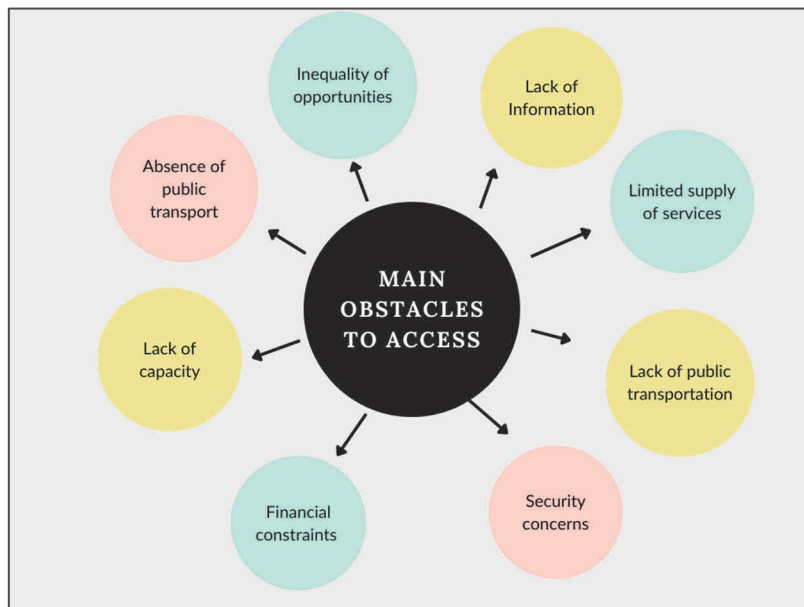 MAIN
OBSTACLES
TO ACCESS
Inequality of
opportunities
Lack of
Information
Limited supply
of services
Lack of public
transportation
Security
concerns
Financial
constraints
Lack of
capacity
Absence of
public
transport